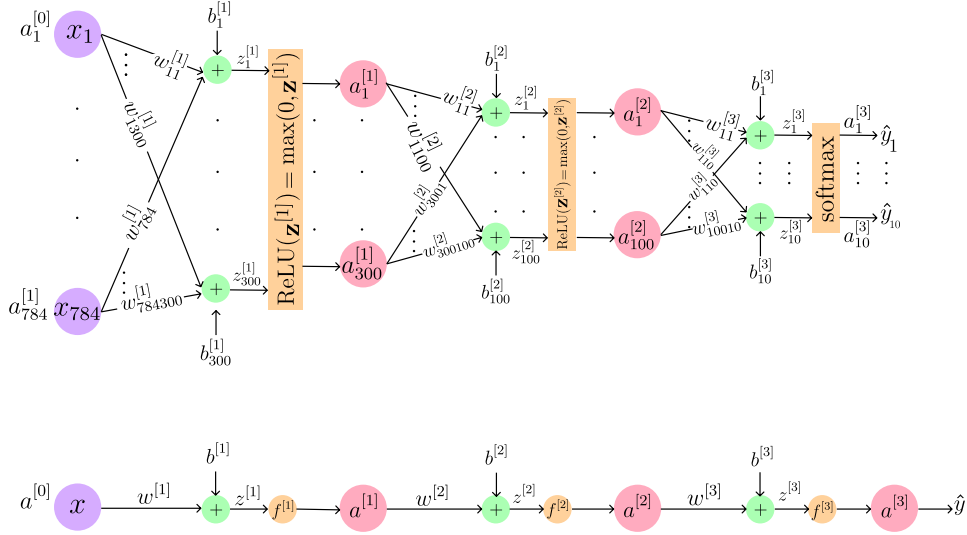 a_1^{[0]} x_1
b_1^{[1]}
w_{11}^{[1]}
w_{1300}^{[1]}
w_{784}^{[1]}
w_{784300}^{[1]}
a_{784}^{[1]} x_{784}
+ z_1^{[1]}
+ z_{300}^{[1]}
b_{300}^{[1]}
ReLU(z^{[1]}) = max(0, z^{[1]})
a_1^{[1]}
a_{300}^{[1]}
b_1^{[2]}
w_{11}^{[2]}
w_{1100}^{[2]}
w_{3001}^{[2]}
w_{300100}^{[2]}
+ z_1^{[2]}
+ z_{100}^{[2]}
b_{100}^{[2]}
ReLU(z^{[2]}) = max(0, z^{[2]})
a_1^{[2]}
a_{100}^{[2]}
b_1^{[3]}
w_{11}^{[3]}
w_{110}^{[3]}
w_{110}^{[3]}
w_{10010}^{[3]}
+ z_1^{[3]}
+ z_{10}^{[3]}
b_{10}^{[3]}
softmax
a_1^{[3]} ŷ_1
a_{10}^{[3]} ŷ_{10}
b^{[1]} b^{[2]} b^{[3]}
a^{[0]} x w^{[1]} + z^{[1]} f^{[1]} a^{[1]} w^{[2]} + z^{[2]} f^{[2]} a^{[2]} w^{[3]} + z^{[3]} f^{[3]} a^{[3]} ŷ